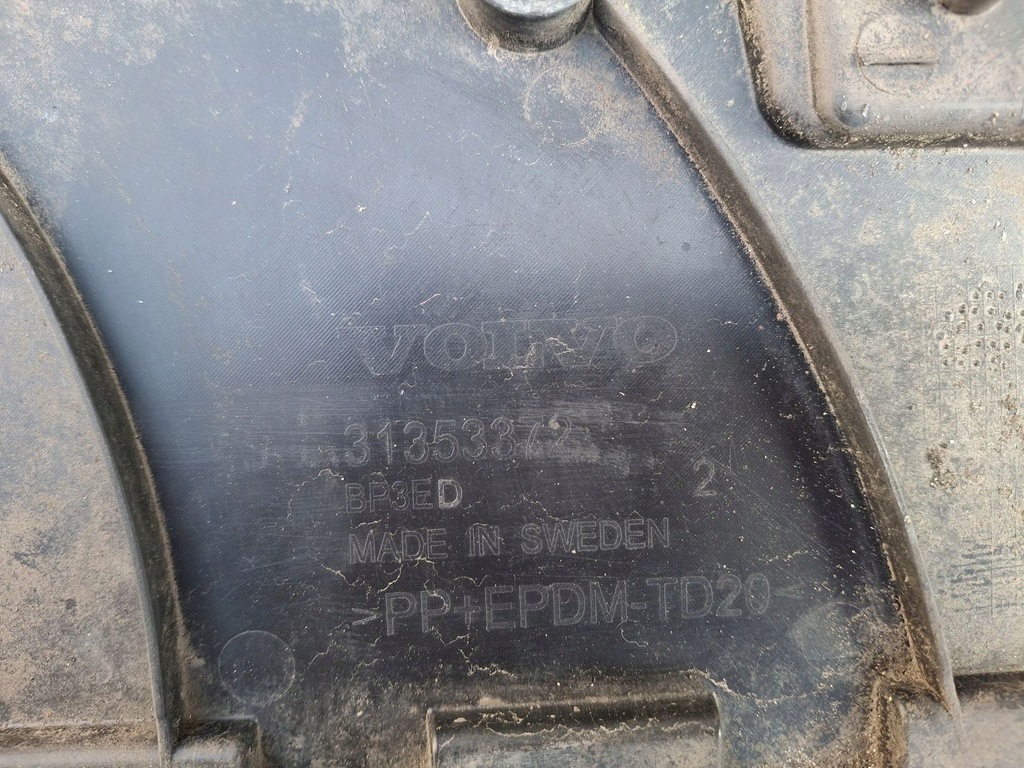 VOLVO
31353372
BP3ED 2
MADE IN SWEDEN
>PP+EPDM-TD20<